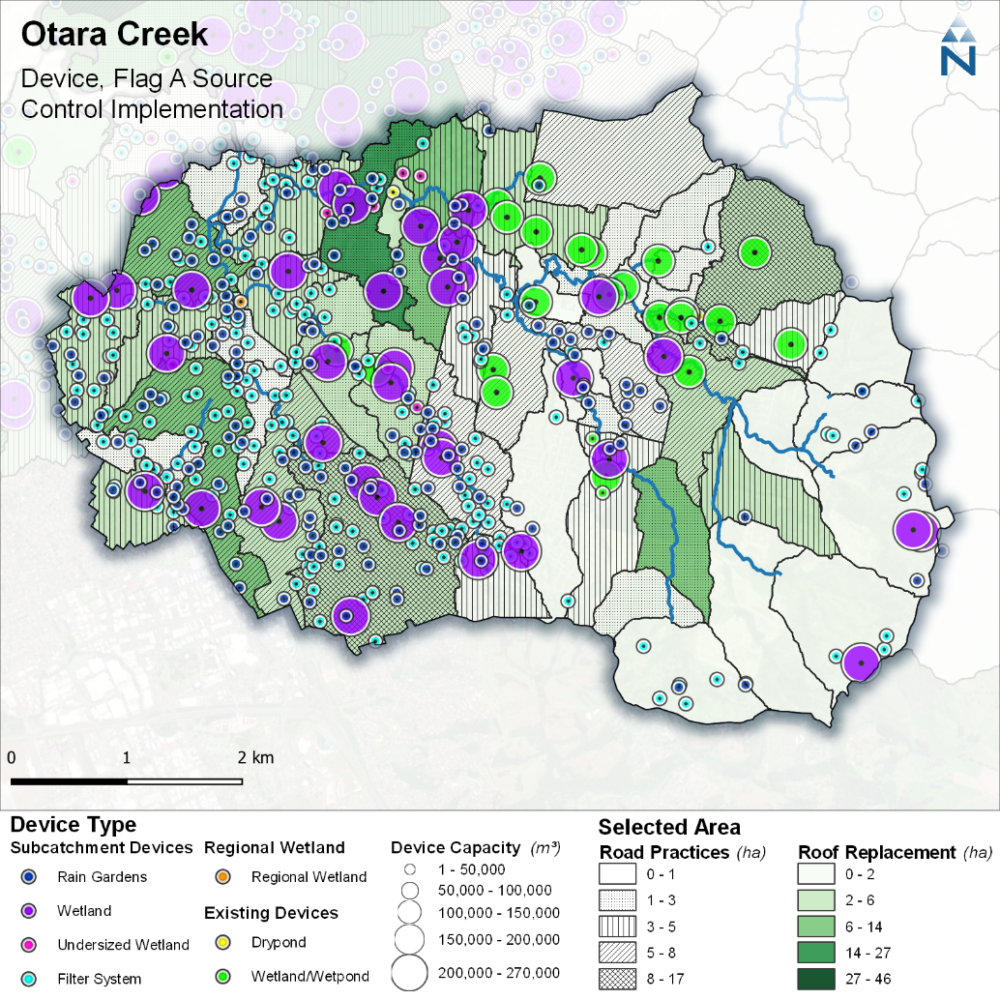 Otara Creek
Device, Flag A Source
Control Implementation
N
0 1 2 km
Device Type
Subcatchment Devices
Rain Gardens
Wetland
Undersized Wetland
Filter System
Regional Wetland
Regional Wetland
Existing Devices
Drypond
Wetland/Wetpond
Device Capacity (m³)
1 - 50,000
50,000 - 100,000
100,000 - 150,000
150,000 - 200,000
200,000 - 270,000
Selected Area
Road Practices (ha)
0 - 1
1 - 3
3 - 5
5 - 8
8 - 17
Roof Replacement (ha)
0 - 2
2 - 6
6 - 14
14 - 27
27 - 46